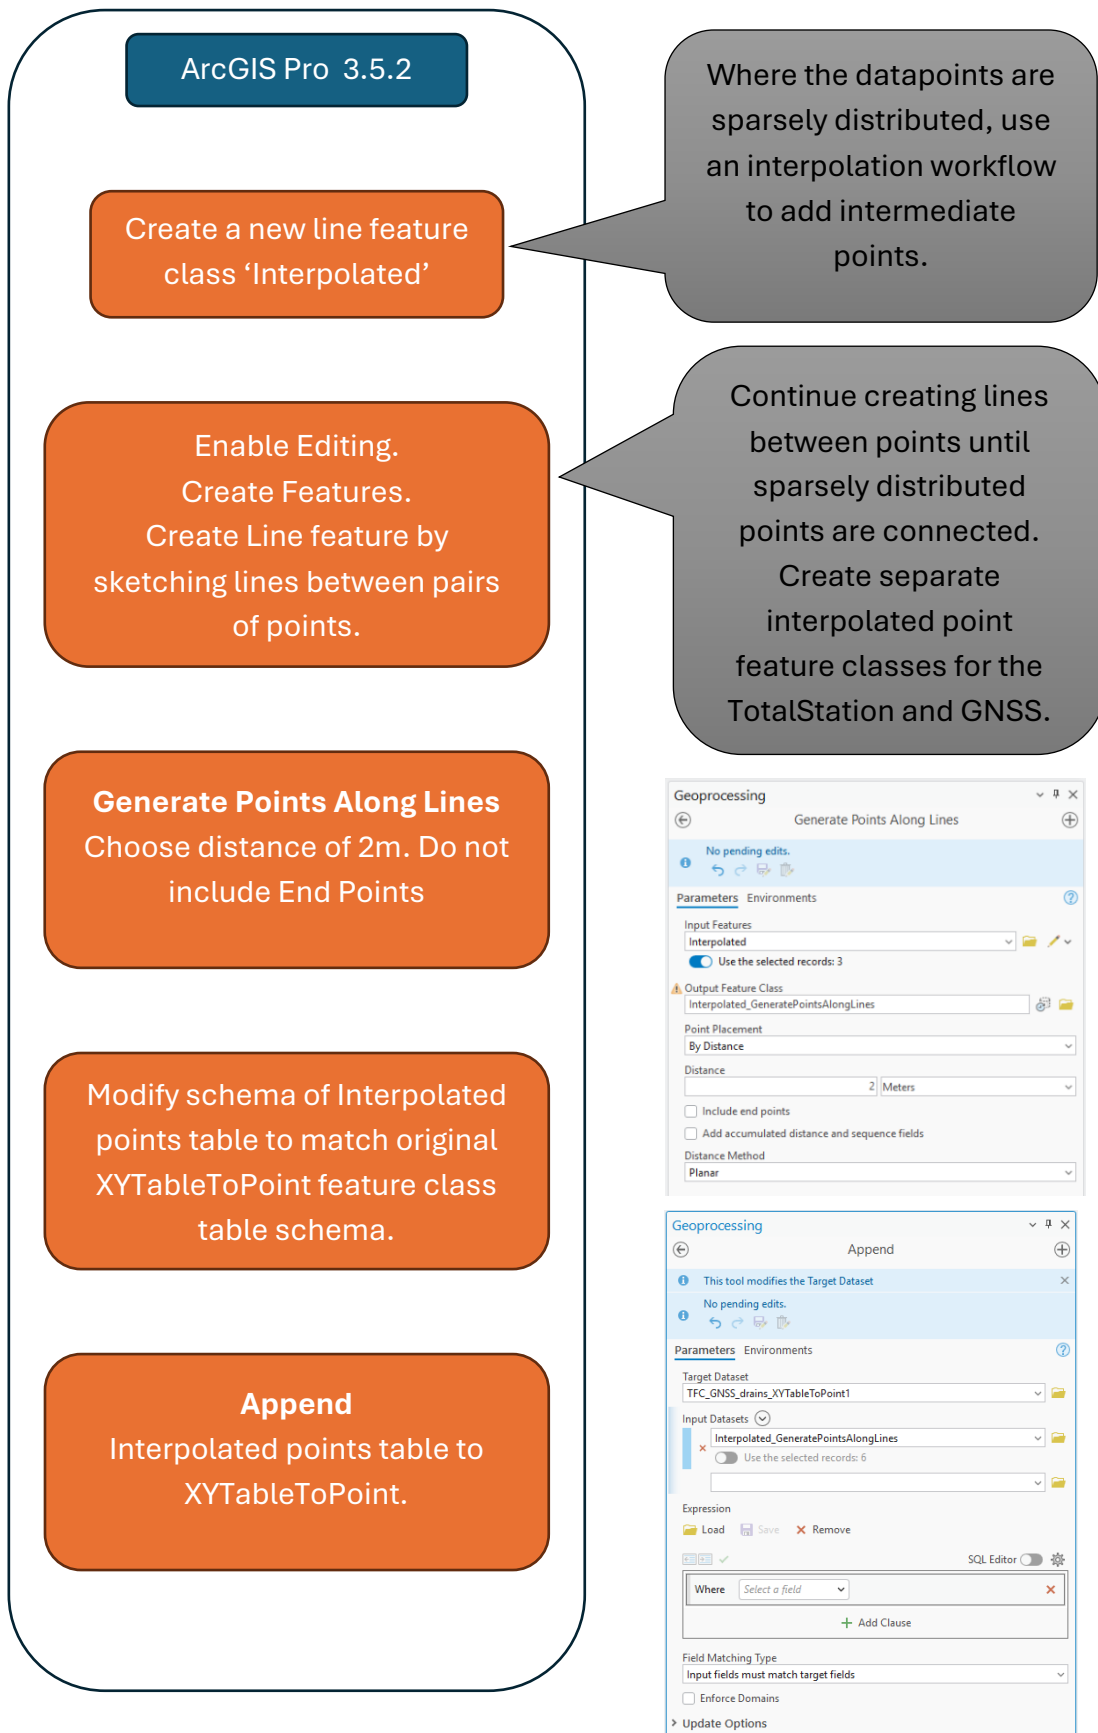 ArcGIS Pro  3.5.2
Create a new line feature
class ‘Interpolated’
Where the datapoints are
sparsely distributed, use
an interpolation workflow
to add intermediate
points.
Enable Editing.
Create Features.
Create Line feature by
sketching lines between pairs
of points.
Continue creating lines
between points until
sparsely distributed
points are connected.
Create separate
interpolated point
feature classes for the
TotalStation and GNSS.
Generate Points Along Lines
Choose distance of 2m. Do not
include End Points
Geoprocessing
Generate Points Along Lines
No pending edits.
Parameters Environments
Input Features
Interpolated
Use the selected records: 3
Output Feature Class
Interpolated_GeneratePointsAlongLines
Point Placement
By Distance
Distance
2 Meters
Include end points
Add accumulated distance and sequence fields
Distance Method
Planar
Modify schema of Interpolated
points table to match original
XYTableToPoint feature class
table schema.
Append
Interpolated points table to
XYTableToPoint.
Geoprocessing
Append
This tool modifies the Target Dataset
No pending edits.
Parameters Environments
Target Dataset
TFC_GNSS_drains_XYTableToPoint1
Input Datasets
Interpolated_GeneratePointsAlongLines
Use the selected records: 6
Expression
Load Save Remove
SQL Editor
Where Select a field
Add Clause
Field Matching Type
Input fields must match target fields
Enforce Domains
Update Options